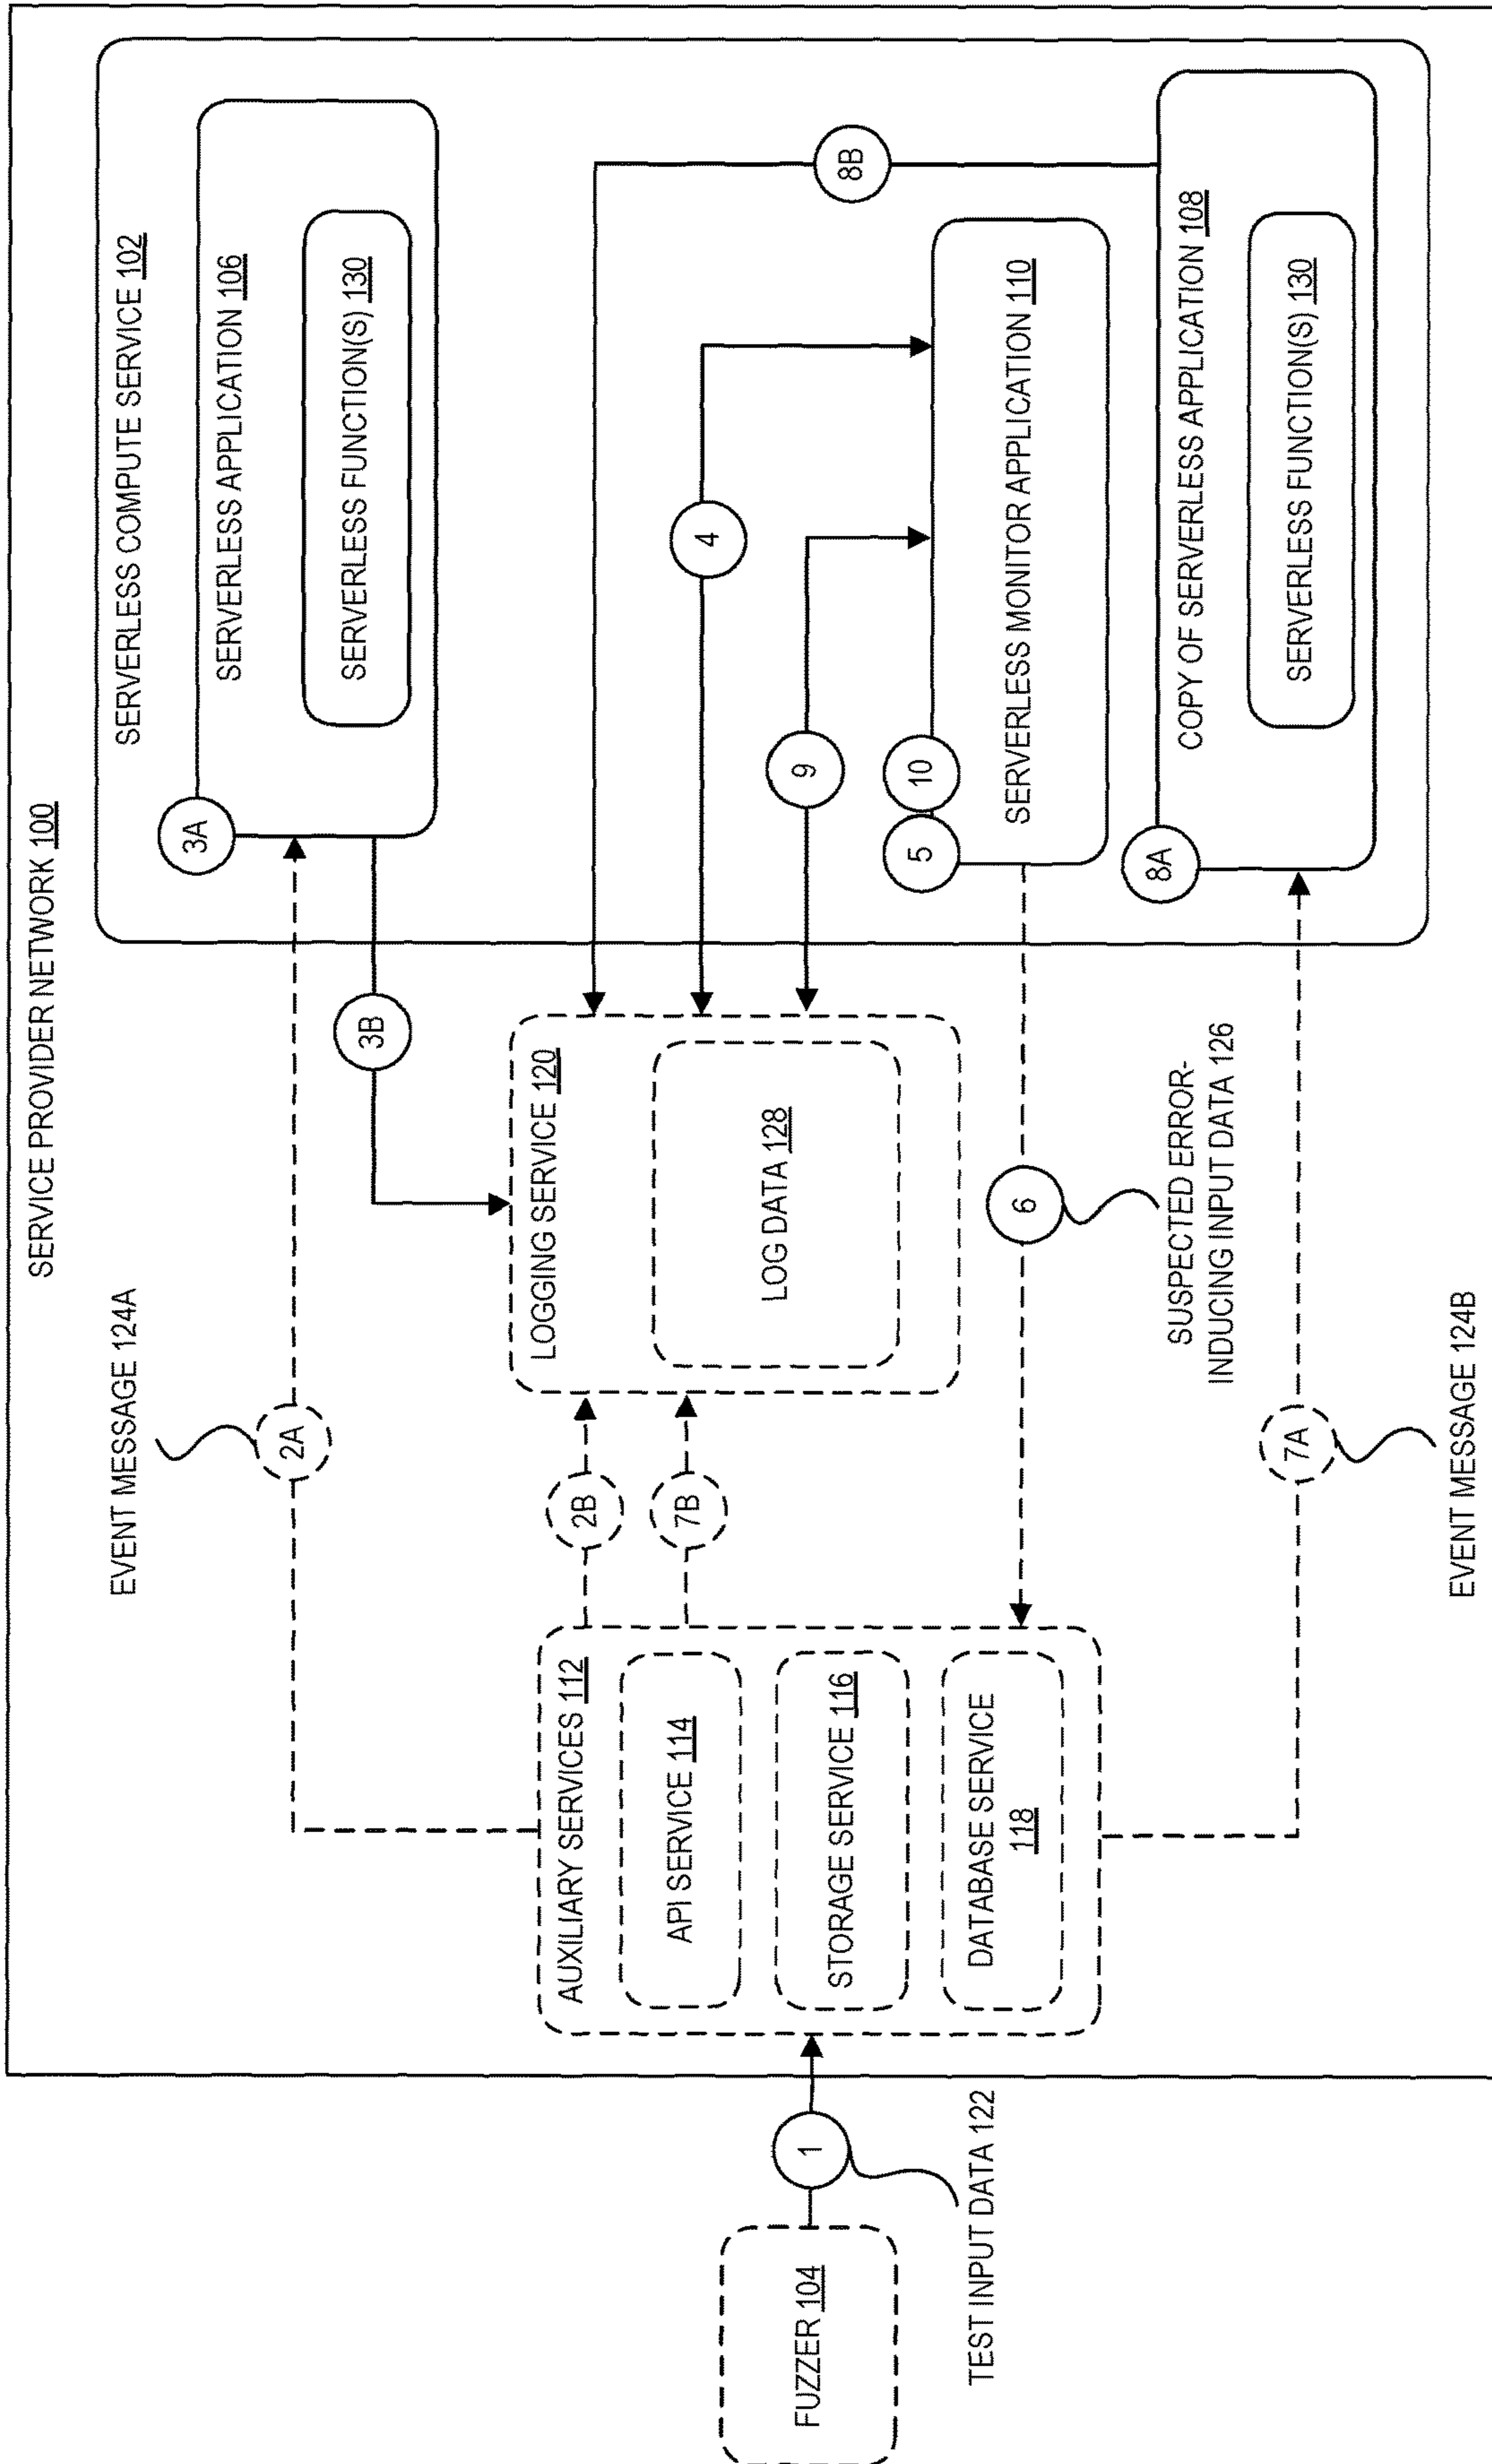 SERVICE PROVIDER NETWORK 100
EVENT MESSAGE 124A
SERVERLESS COMPUTE SERVICE 102
2A
3A
SERVERLESS APPLICATION 106
SERVERLESS FUNCTION(S) 130
3B
FUZZER 104
1
TEST INPUT DATA 122
AUXILIARY SERVICES 112
API SERVICE 114
STORAGE SERVICE 116
DATABASE SERVICE
118
2B
7B
LOGGING SERVICE 120
LOG DATA 128
8B
4
9
5
10
SERVERLESS MONITOR APPLICATION 110
6
SUSPECTED ERROR-
INDUCING INPUT DATA 126
8A
COPY OF SERVERLESS APPLICATION 108
SERVERLESS FUNCTION(S) 130
7A
EVENT MESSAGE 124B